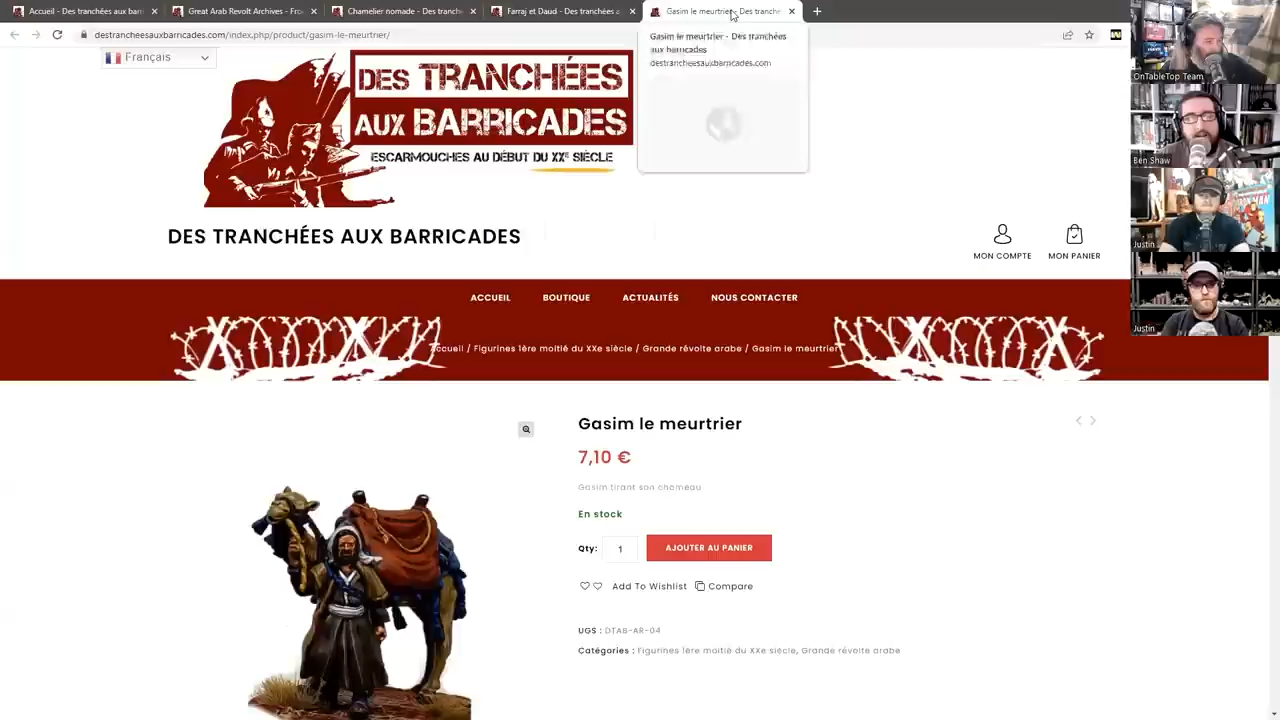 Accueil - Des tranchées aux bar
Great Arab Revolt Archives - Fro
Chamelier nomade - Des tranch
Farraj et Daud - Des tranchées a
Gasim le meurtrier - Des tranche
destrancheesauxbarricades.com/index.php/product/gasim-le-meurtrier/
Gasim le meurtrier - Des tranchées
aux barricades
destrancheesauxbarricades.com
Français
DES TRANCHÉES
AUX BARRICADES
ESCARMOUCHES AU DÉBUT DU XXE SIÈCLE
DES TRANCHÉES AUX BARRICADES
MON COMPTE
MON PANIER
ACCUEIL
BOUTIQUE
ACTUALITÉS
NOUS CONTACTER
Accueil / Figurines 1ère moitié du XXe siècle / Grande révolte arabe / Gasim le meurtrier
Gasim le meurtrier
7,10 €
Gasim tirant son chameau
En stock
Qty: 1 AJOUTER AU PANIER
Add To Wishlist Compare
UGS : DTAB-AR-04
Catégories : Figurines 1ère moitié du XXe siècle, Grande révolte arabe
OnTableTop Team
Ben Shaw
Justin
Justin